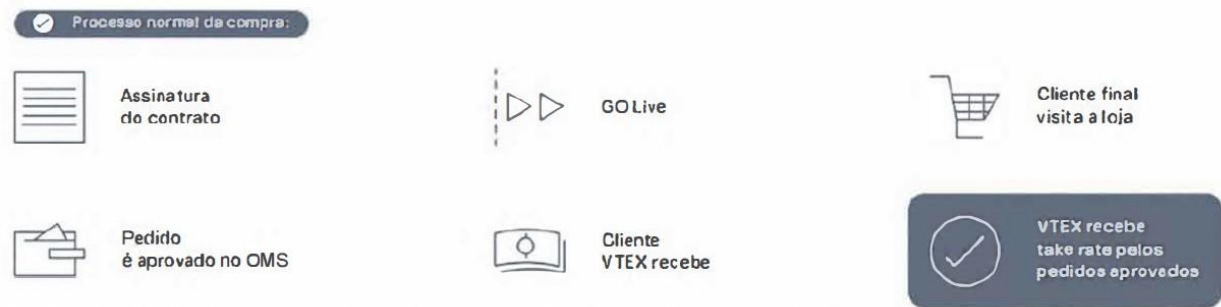 Processo normal da compra:
Assinatura
do contrato
GO Live
Cliente final
visita a loja
Pedido
é aprovado no OMS
Cliente
VTEX recebe
VTEX recebe
take rate pelos
pedidos aprovados